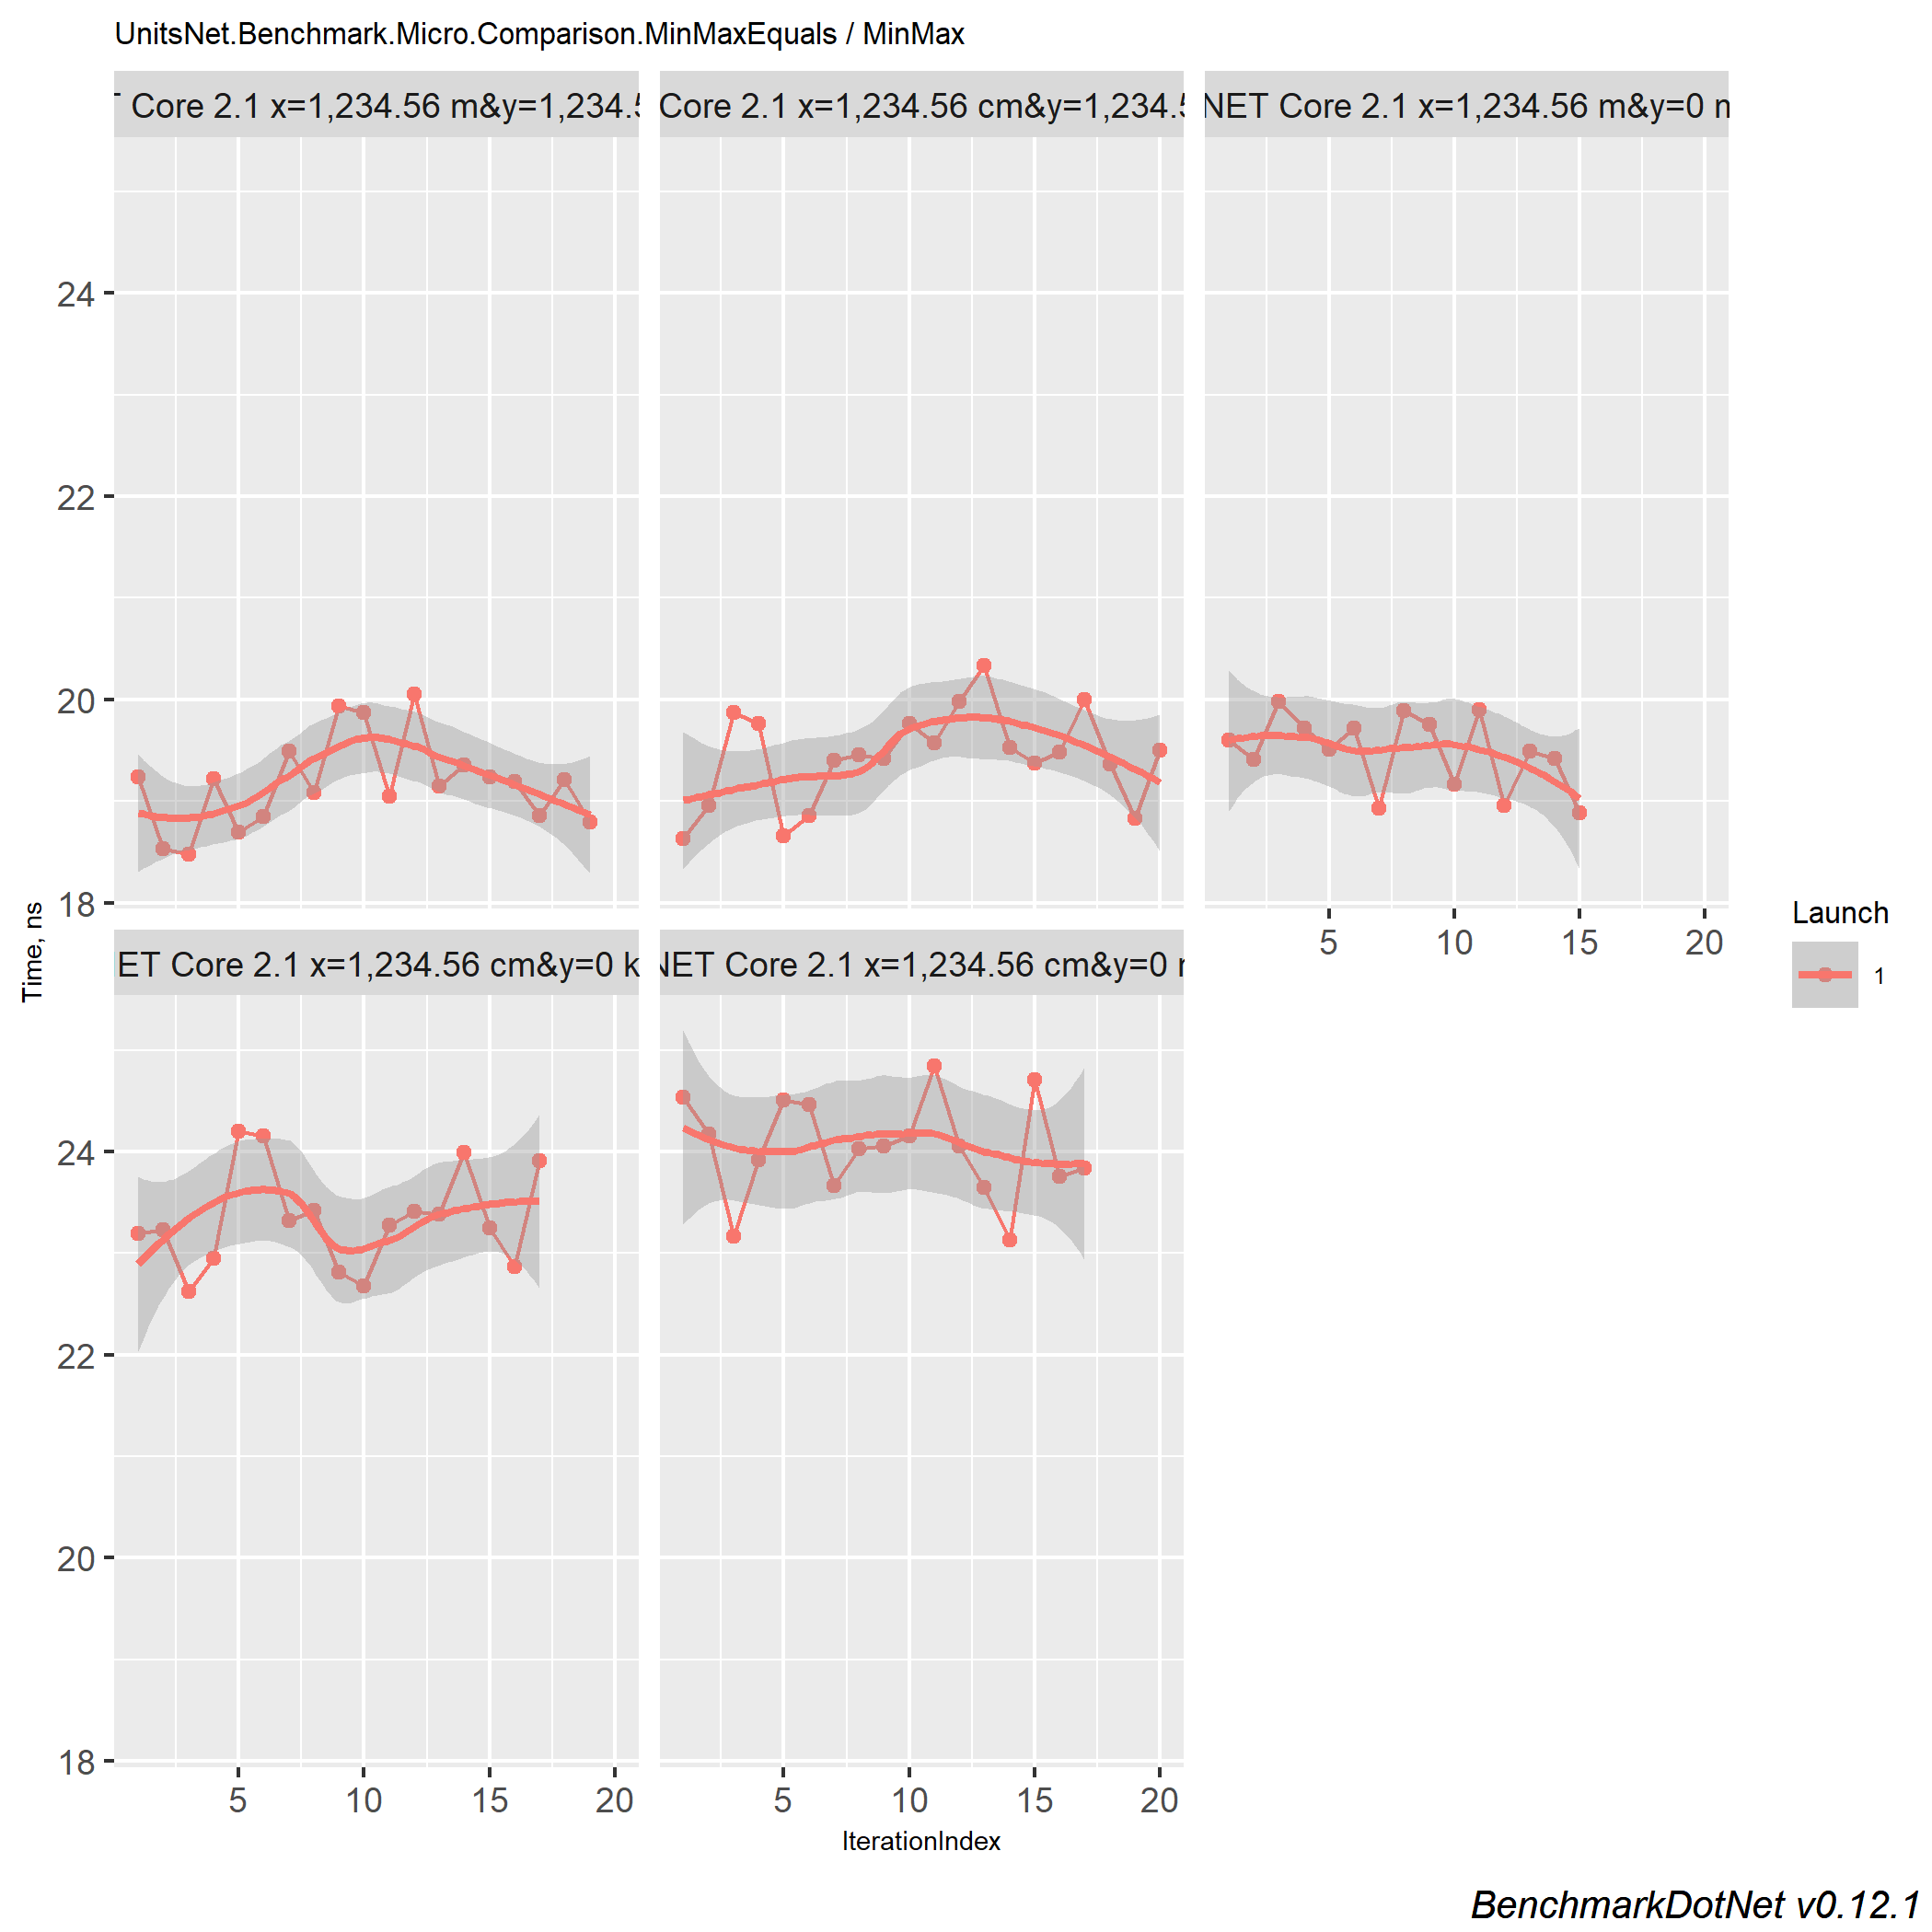 UnitsNet.Benchmark.Micro.Comparison.MinMaxEquals / MinMax
Core 2.1 x=1,234.56 m&y=1,234.5
Core 2.1 x=1,234.56 cm&y=1,234.5
NET Core 2.1 x=1,234.56 m&y=0
24
22
20
18
5 10 15 20
Time, ns
Launch
1
ET Core 2.1 x=1,234.56 cm&y=0 k
NET Core 2.1 x=1,234.56 cm&y=0
24
22
20
18
5 10 15 20
5 10 15 20
IterationIndex
BenchmarkDotNet v0.12.1